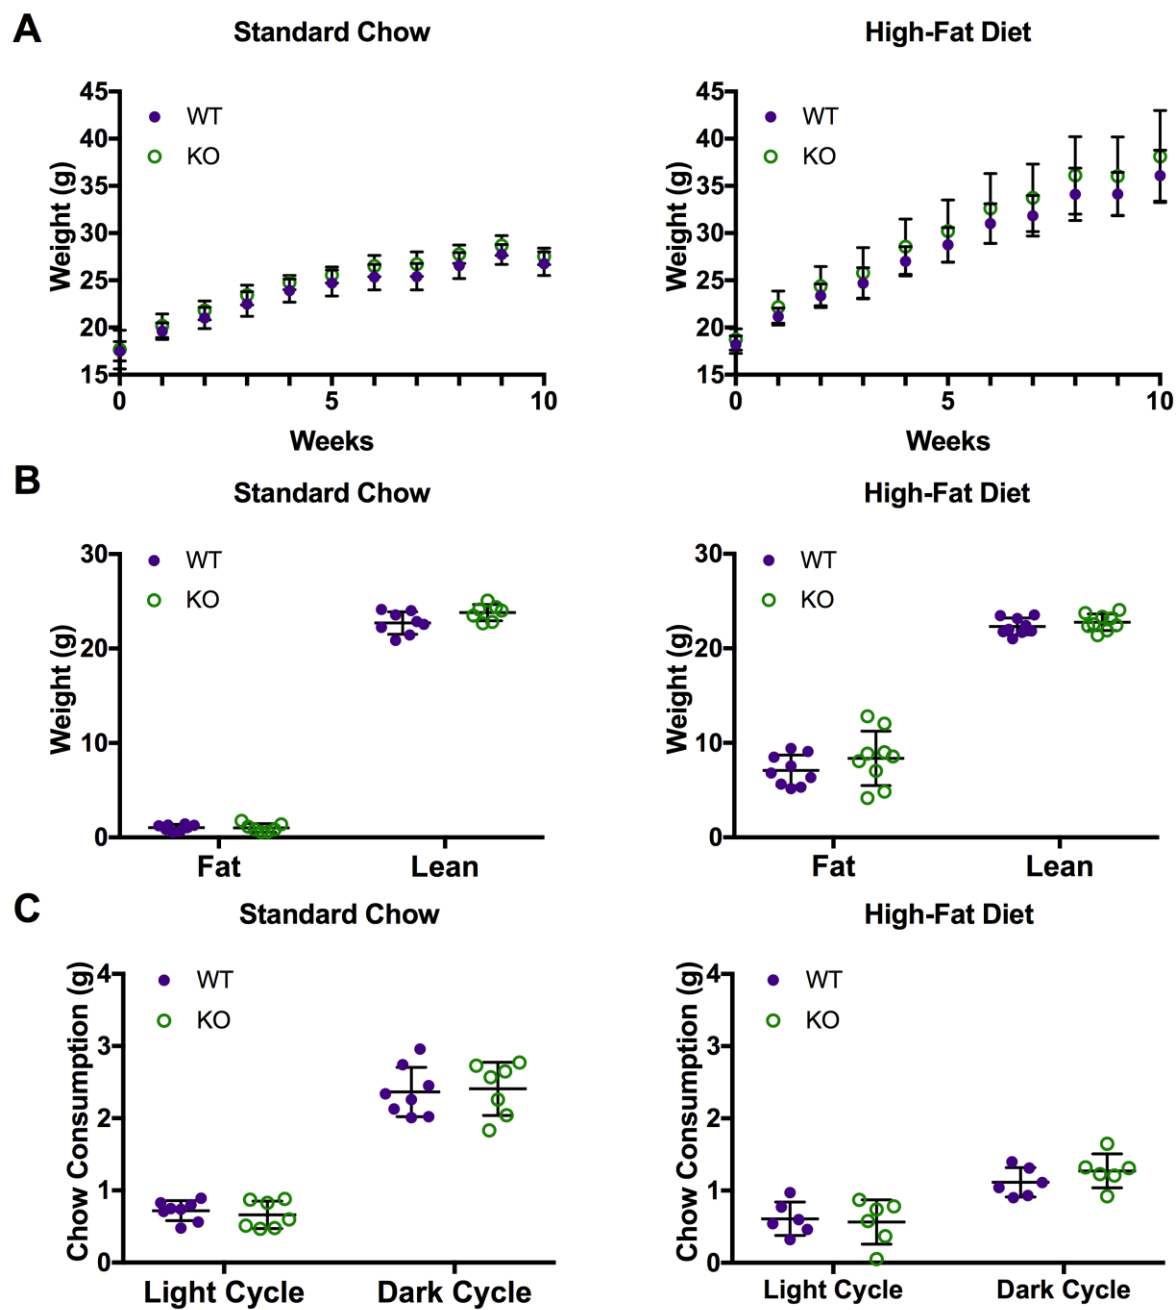 A
Standard Chow
High-Fat Diet
45
40
35
30
25
20
15
WT
KO
Weight (g)
0
5
10
Weeks
45
40
35
30
25
20
15
WT
KO
Weight (g)
0
5
10
Weeks
B
Standard Chow
High-Fat Diet
30
20
10
0
WT
KO
Weight (g)
Fat
Lean
30
20
10
0
WT
KO
Weight (g)
Fat
Lean
C
Standard Chow
High-Fat Diet
4
3
2
1
0
WT
KO
Chow Consumption (g)
Light Cycle
Dark Cycle
4
3
2
1
0
WT
KO
Chow Consumption (g)
Light Cycle
Dark Cycle